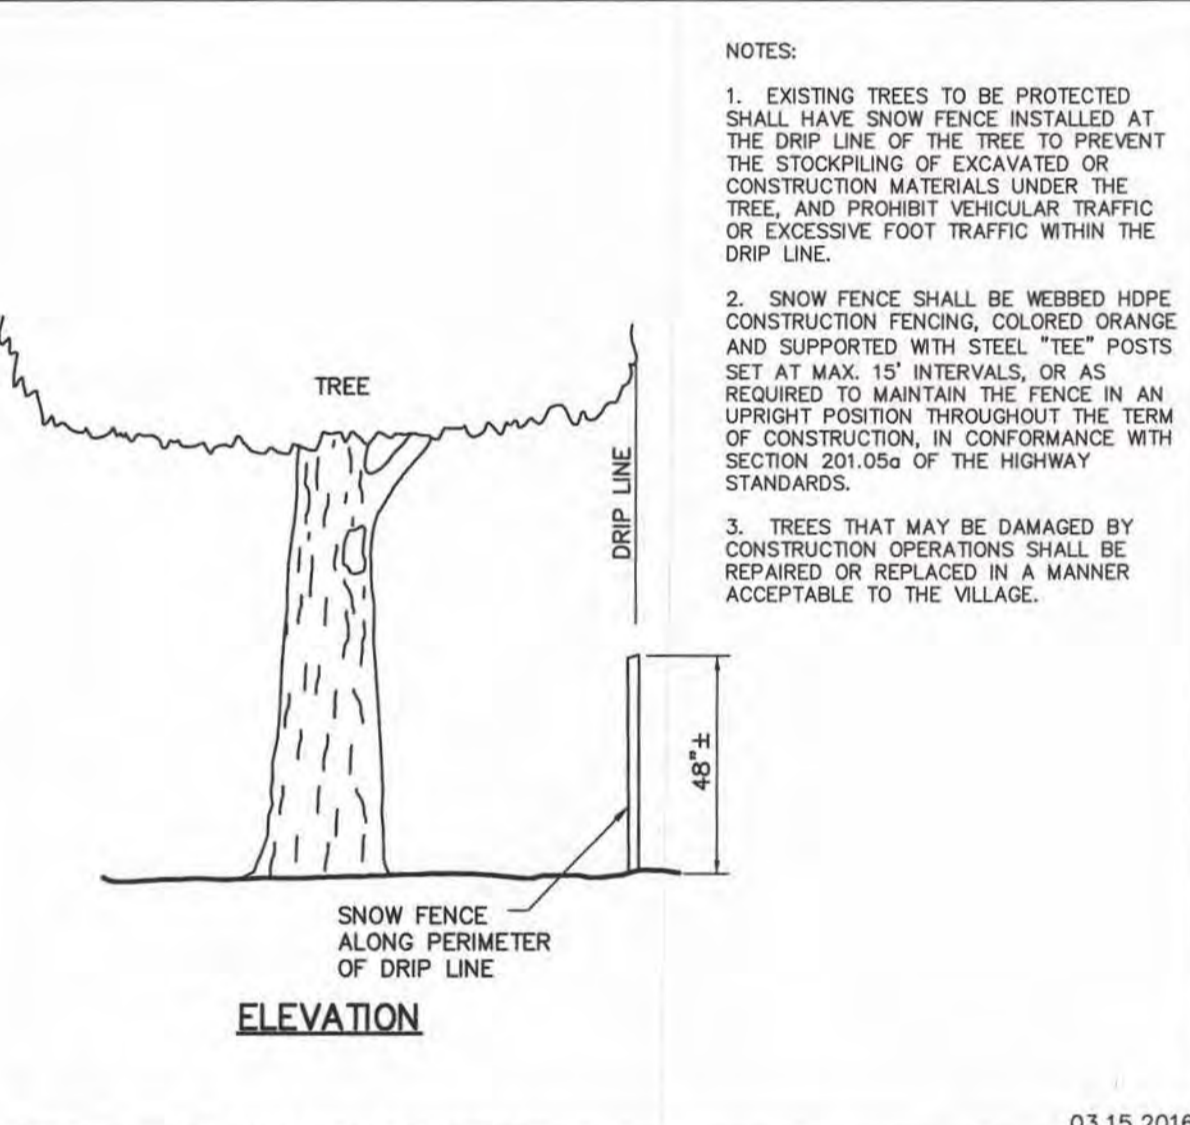 NOTES:
1. EXISTING TREES TO BE PROTECTED
SHALL HAVE SNOW FENCE INSTALLED AT
THE DRIP LINE OF THE TREE TO PREVENT
THE STOCKPILING OF EXCAVATED OR
CONSTRUCTION MATERIALS UNDER THE
TREE, AND PROHIBIT VEHICULAR TRAFFIC
OR EXCESSIVE FOOT TRAFFIC WITHIN THE
DRIP LINE.
2. SNOW FENCE SHALL BE WEBBED HDPE
CONSTRUCTION FENCING, COLORED ORANGE
AND SUPPORTED WITH STEEL "TEE" POSTS
SET AT MAX. 15' INTERVALS, OR AS
REQUIRED TO MAINTAIN THE FENCE IN AN
UPRIGHT POSITION THROUGHOUT THE TERM
OF CONSTRUCTION, IN CONFORMANCE WITH
SECTION 201.05a OF THE HIGHWAY
STANDARDS.
3. TREES THAT MAY BE DAMAGED BY
CONSTRUCTION OPERATIONS SHALL BE
REPAIRED OR REPLACED IN A MANNER
ACCEPTABLE TO THE VILLAGE.
TREE
DRIP LINE
48"±
SNOW FENCE
ALONG PERIMETER
OF DRIP LINE
ELEVATION
03.15.2016